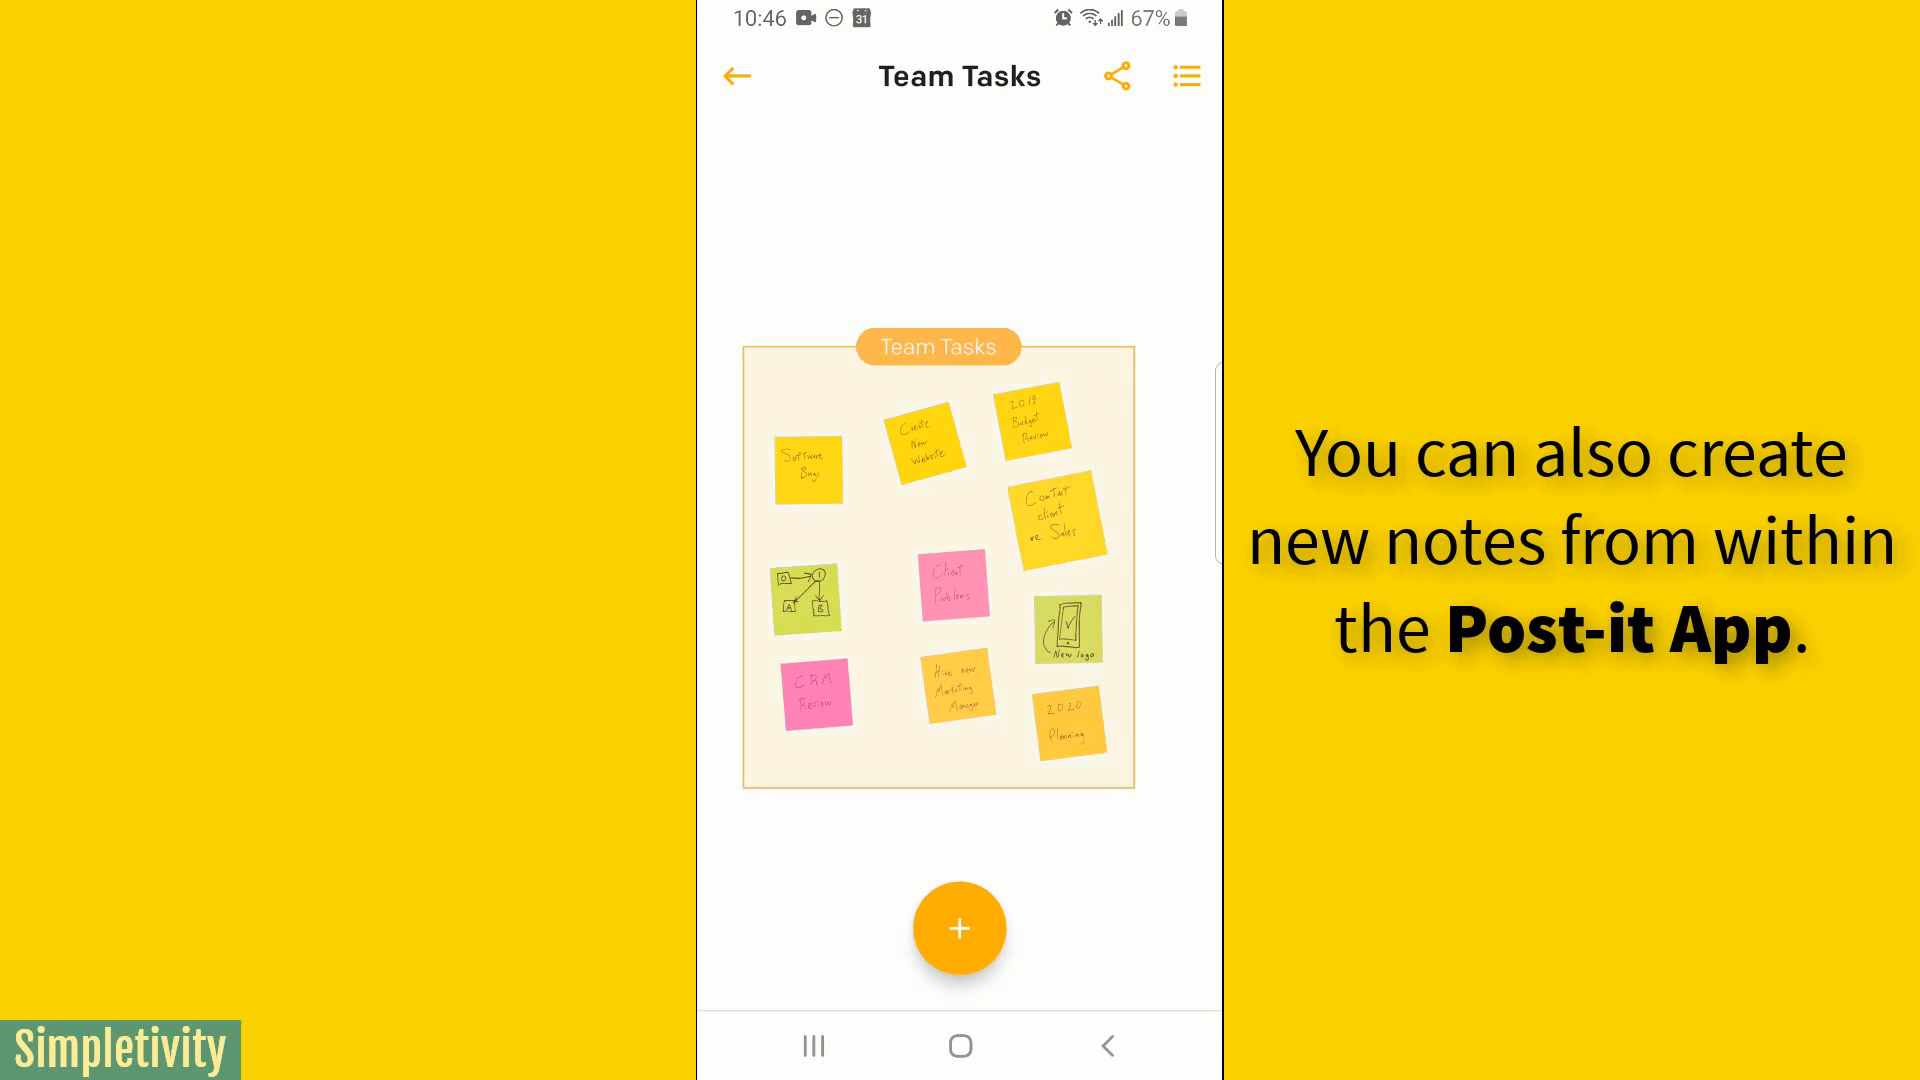 10:46
31
67%
Team Tasks
Team Tasks
Software
Bugs
Create
New
Website
2019
Budget
Review
Contact
client
re Sales
O
1
A
B
Client
Problems
New logo
CRM
Review
Hire new
Marketing
Manager
2020
Planning
You can also create
new notes from within
the Post-it App.
Simpletivity